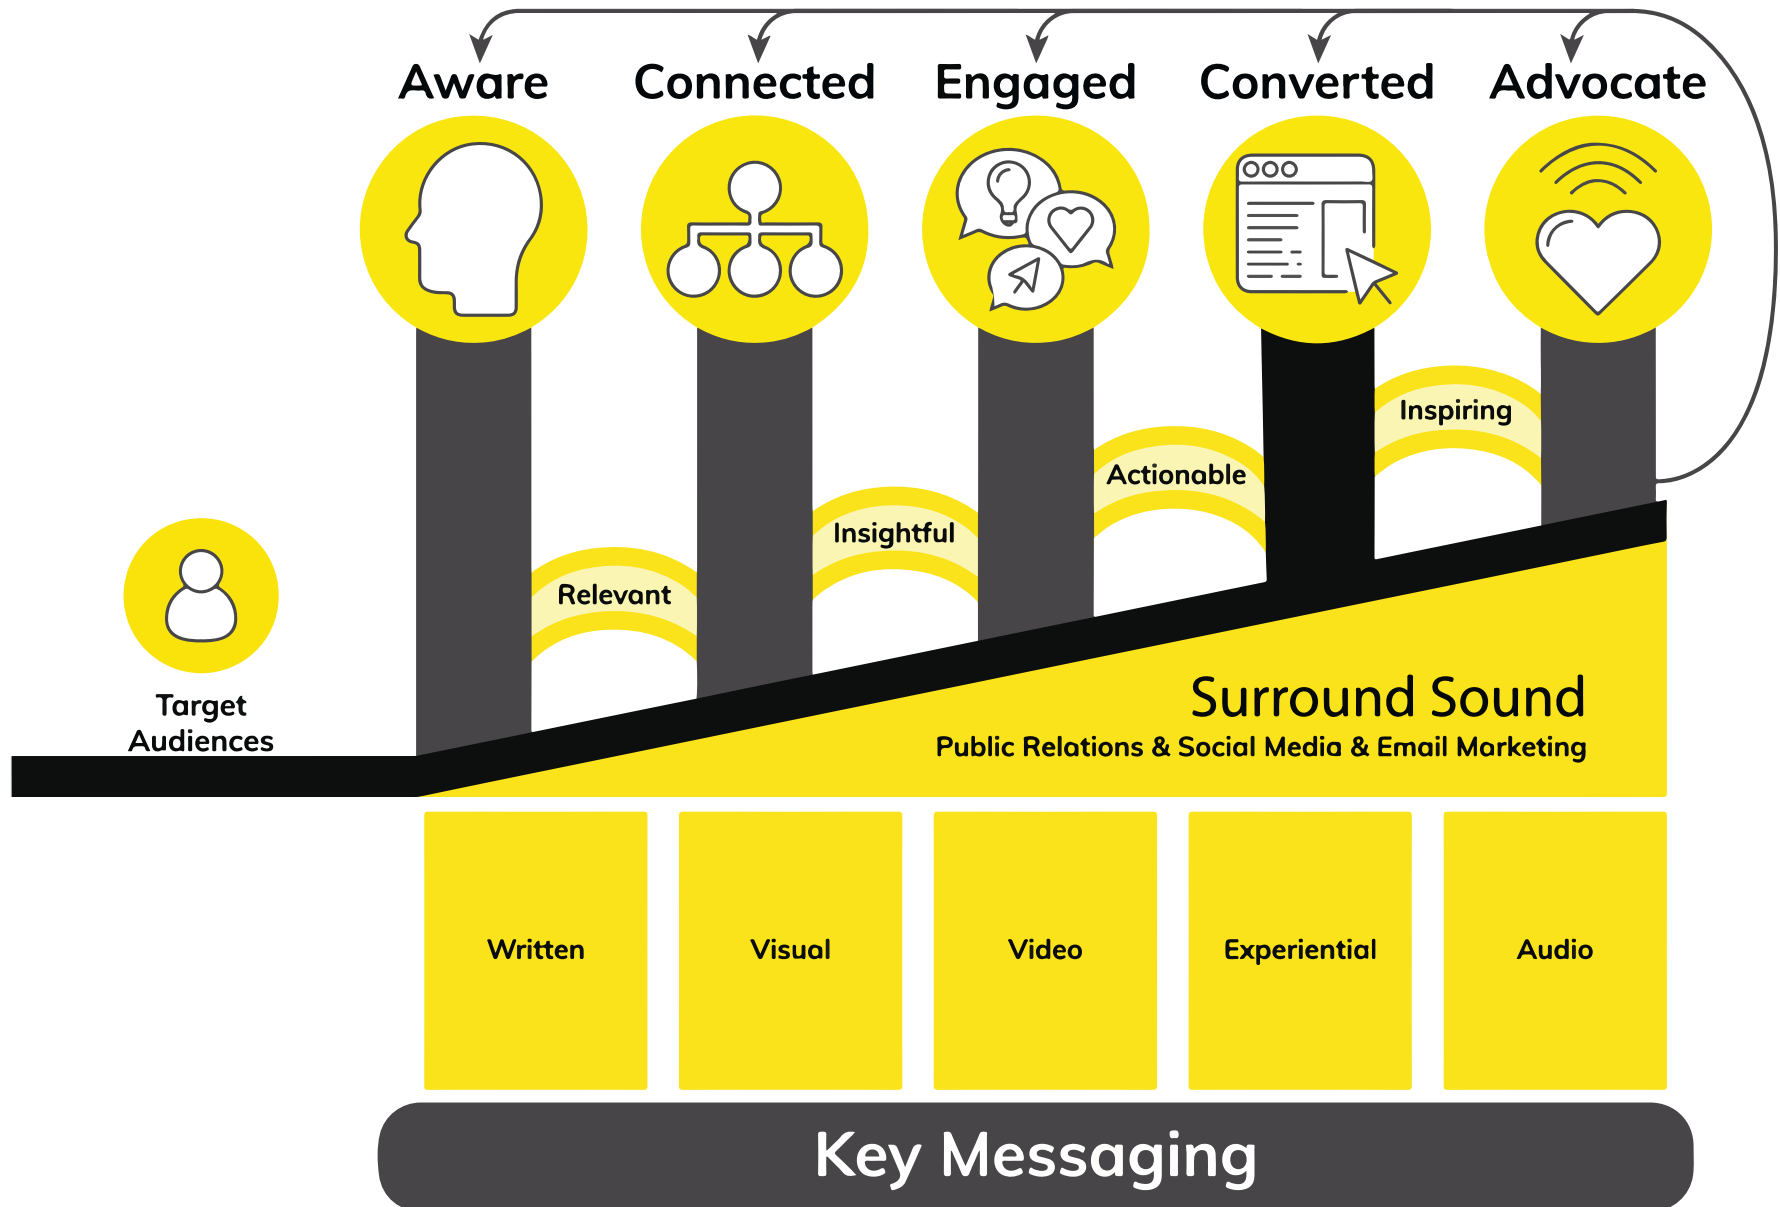 Aware
Connected
Engaged
Converted
Advocate
Inspiring
Actionable
Insightful
Relevant
Target
Audiences
Surround Sound
Public Relations & Social Media & Email Marketing
Written
Visual
Video
Experiential
Audio
Key Messaging